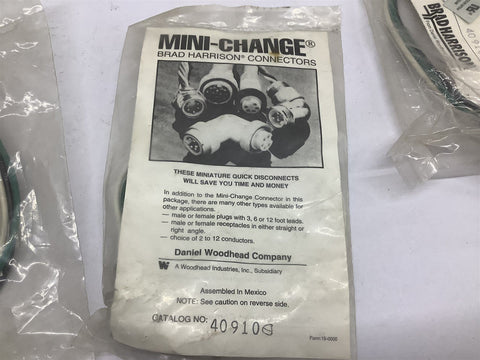 MINI-CHANGE®
BRAD HARRISON® CONNECTORS
THESE MINIATURE QUICK DISCONNECTS
WILL SAVE YOU TIME AND MONEY
In addition to the Mini-Change Connector in this
package, there are many other types available for
other applications.
— male or female plugs with 3, 6 or 12 foot leads.
— male or female receptacles in either straight or
right angle.
— choice of 2 to 12 conductors.
Daniel Woodhead Company
A Woodhead Industries, Inc., Subsidiary
Assembled in Mexico
NOTE: See caution on reverse side.
CATALOG NO:
BRAD HARRISON